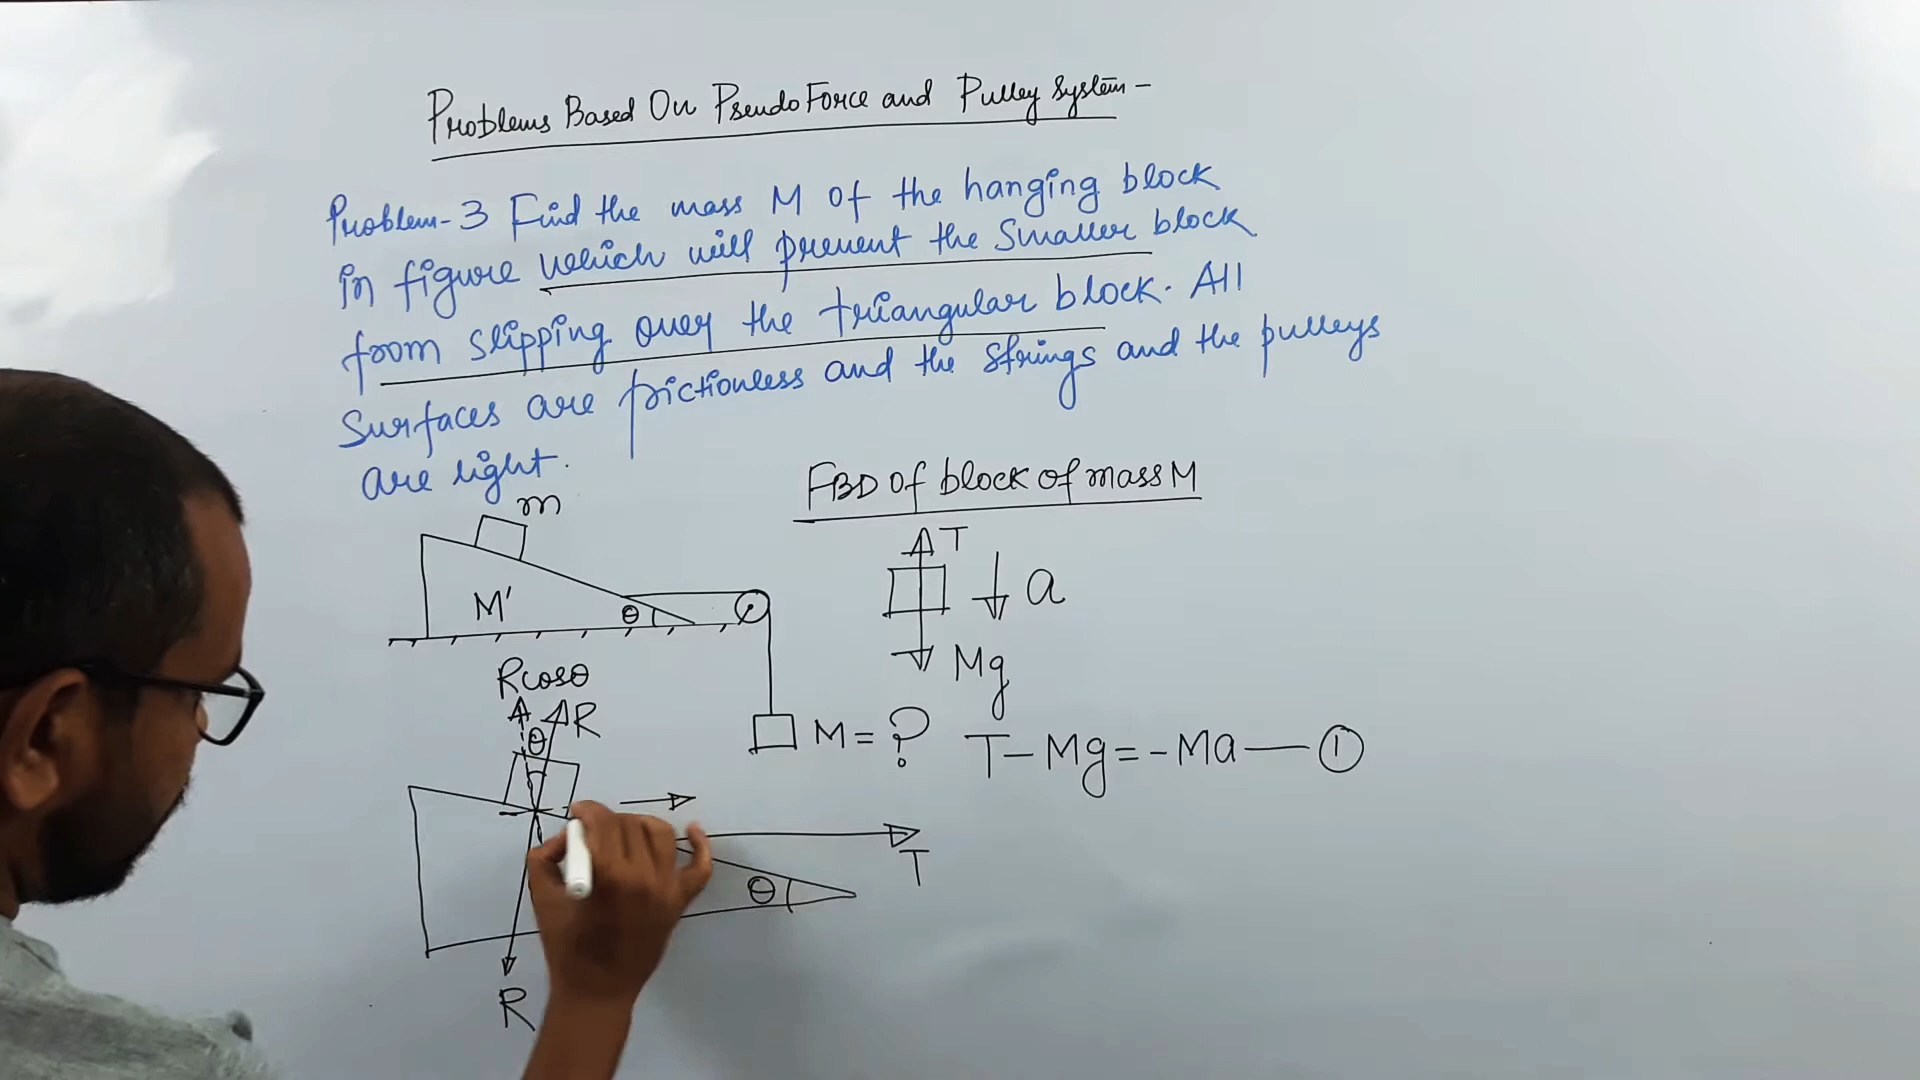 Problems Based On Pseudo Force and Pulley System -
Problem-3 Find the mass M of the hanging block
in figure which will prevent the smaller block
from slipping over the triangular block. All
surfaces are frictionless and the strings and the pulleys
are light.
m
M'
θ
M = ?
FBD of block of mass M
T
a
Mg
T - Mg = - Ma — ①
Rcosθ
R
θ
T
θ
R